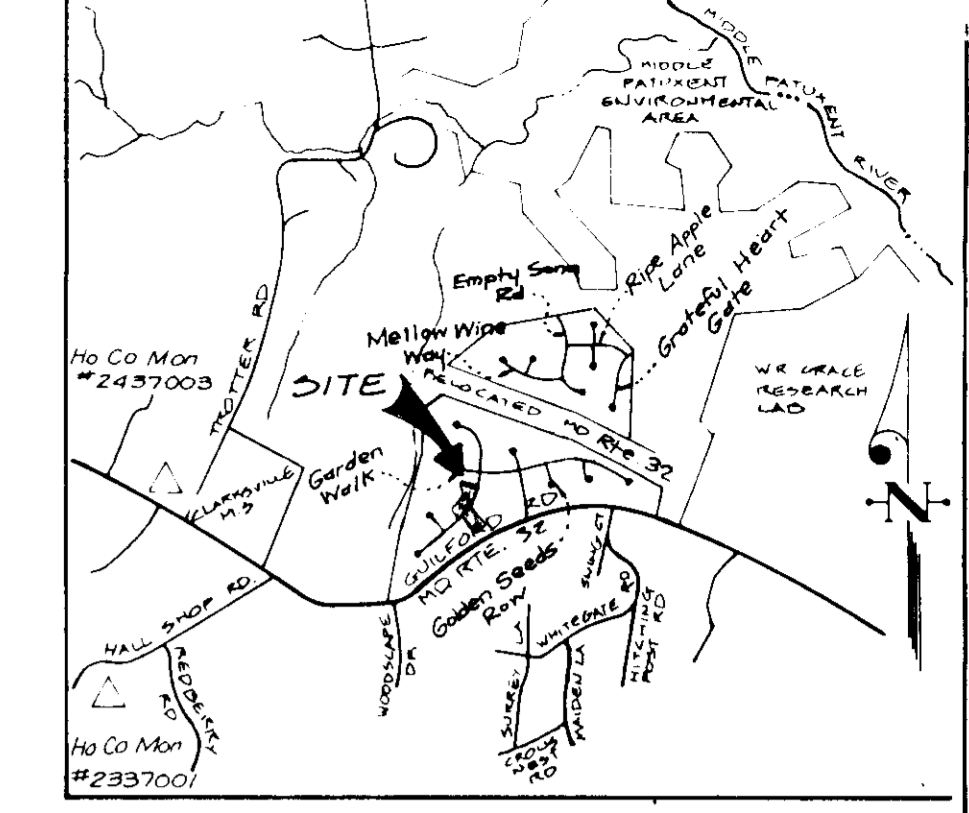 MIDDLE
PATUXENT
RIVER
MIDDLE
PATUXENT
ENVIRONMENTAL
AREA
Ripe Apple
Lane
Grateful Heart
Gate
Empty Song
Rd
Mellow Wine
Way
TROTTER RD
Ho Co Mon
#2437003
SITE
RELOCATED MD Rte. 32
WR GRACE
RESEARCH
LAB
Garden
Walk
CLARKSVILLE
M.S
N
GUILFORD RD
MD RTE. 32
Golden Seeds
Row
HALL SHOP RD.
REDBERRY
RD
WOODSCAPE
DR
SURREY LA
WHITEGATE RD
MAIDEN LA
HITCHING
POST RD
CROWS
NEST
RD
Ho Co Mon
#2337001